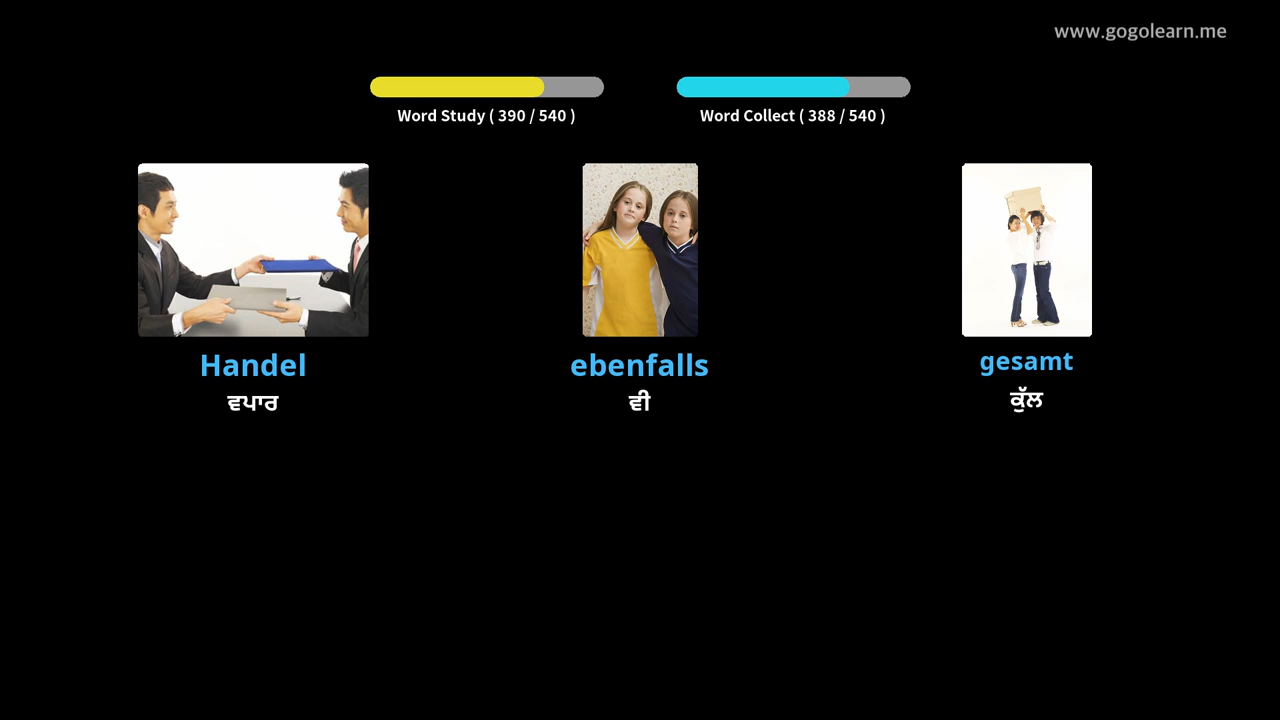 www.gogolearn.me
Word Study ( 390 / 540 )
Word Collect ( 388 / 540 )
Handel
ਵਪਾਰ
ebenfalls
ਵੀ
gesamt
ਕੁੱਲ